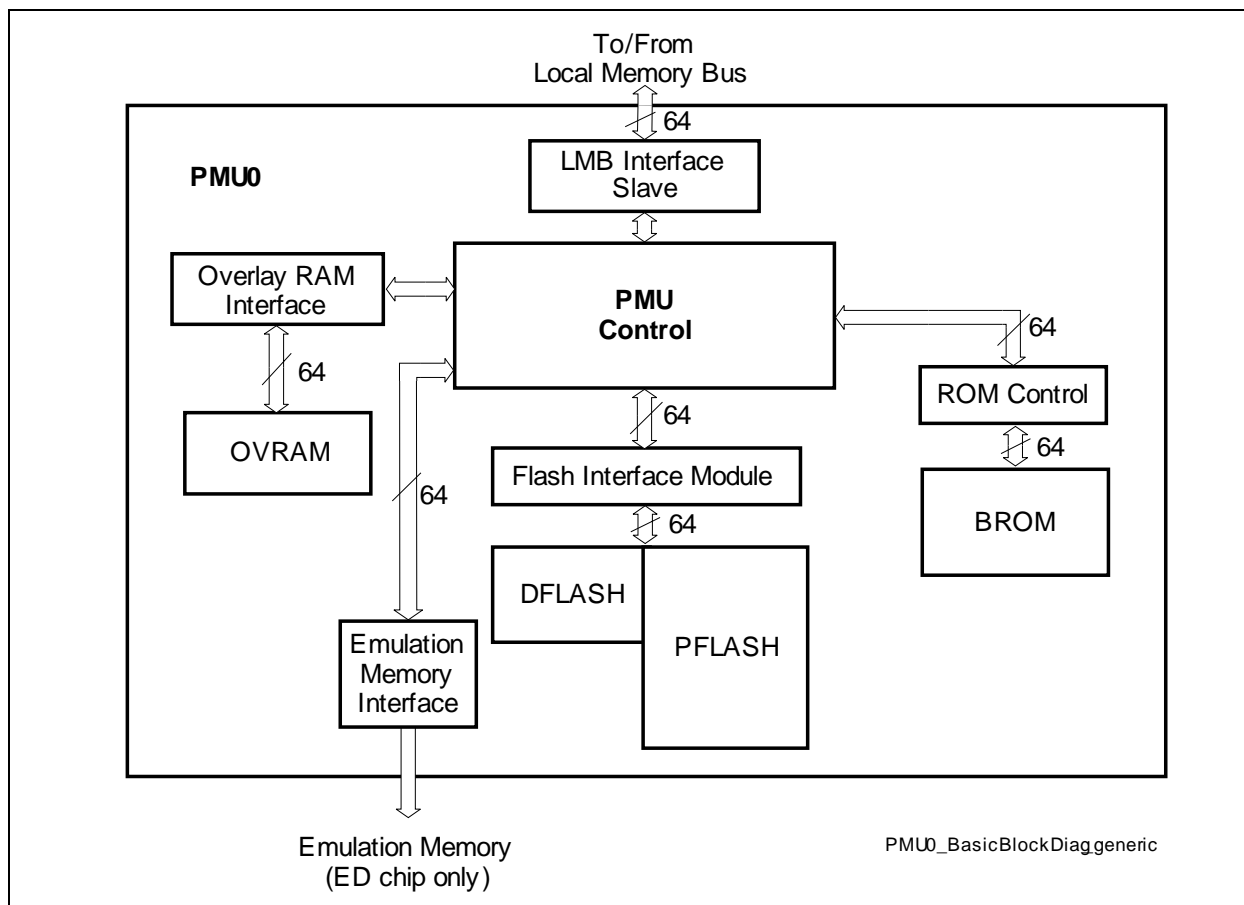 To/From
Local Memory Bus
64
PMU0
LMB Interface
Slave
Overlay RAM
Interface
PMU
Control
64
64
ROM Control
64
OVRAM
64
Flash Interface Module
64
64
BROM
DFLASH
PFLASH
Emulation
Memory
Interface
Emulation Memory
(ED chip only)
PMU0_BasicBlockDiag.generic